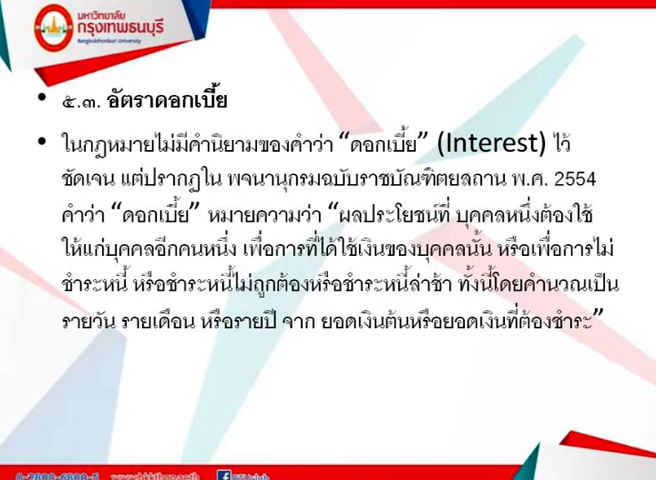 มหาวิทยาลัย
กรุงเทพธนบุรี
Bangkokthonburi University
• ๕.๓. อัตราดอกเบี้ย
• ในกฎหมายไม่มีคำนิยามของคำว่า “ดอกเบี้ย” (Interest) ไว้
ชัดเจน แต่ปรากฏใน พจนานุกรมฉบับราชบัณฑิตยสถาน พ.ศ. 2554
คำว่า “ดอกเบี้ย” หมายความว่า “ผลประโยชน์ที่ บุคคลหนึ่งต้องใช้
ให้แก่บุคคลอีกคนหนึ่ง เพื่อการที่ได้ใช้เงินของบุคคลนั้น หรือเพื่อการไม่
ชำระหนี้ หรือชำระหนี้ไม่ถูกต้องหรือชำระหนี้ล่าช้า ทั้งนี้โดยคำนวณเป็น
รายวัน รายเดือน หรือรายปี จาก ยอดเงินต้นหรือยอดเงินที่ต้องชำระ”
0-2800-6800-5